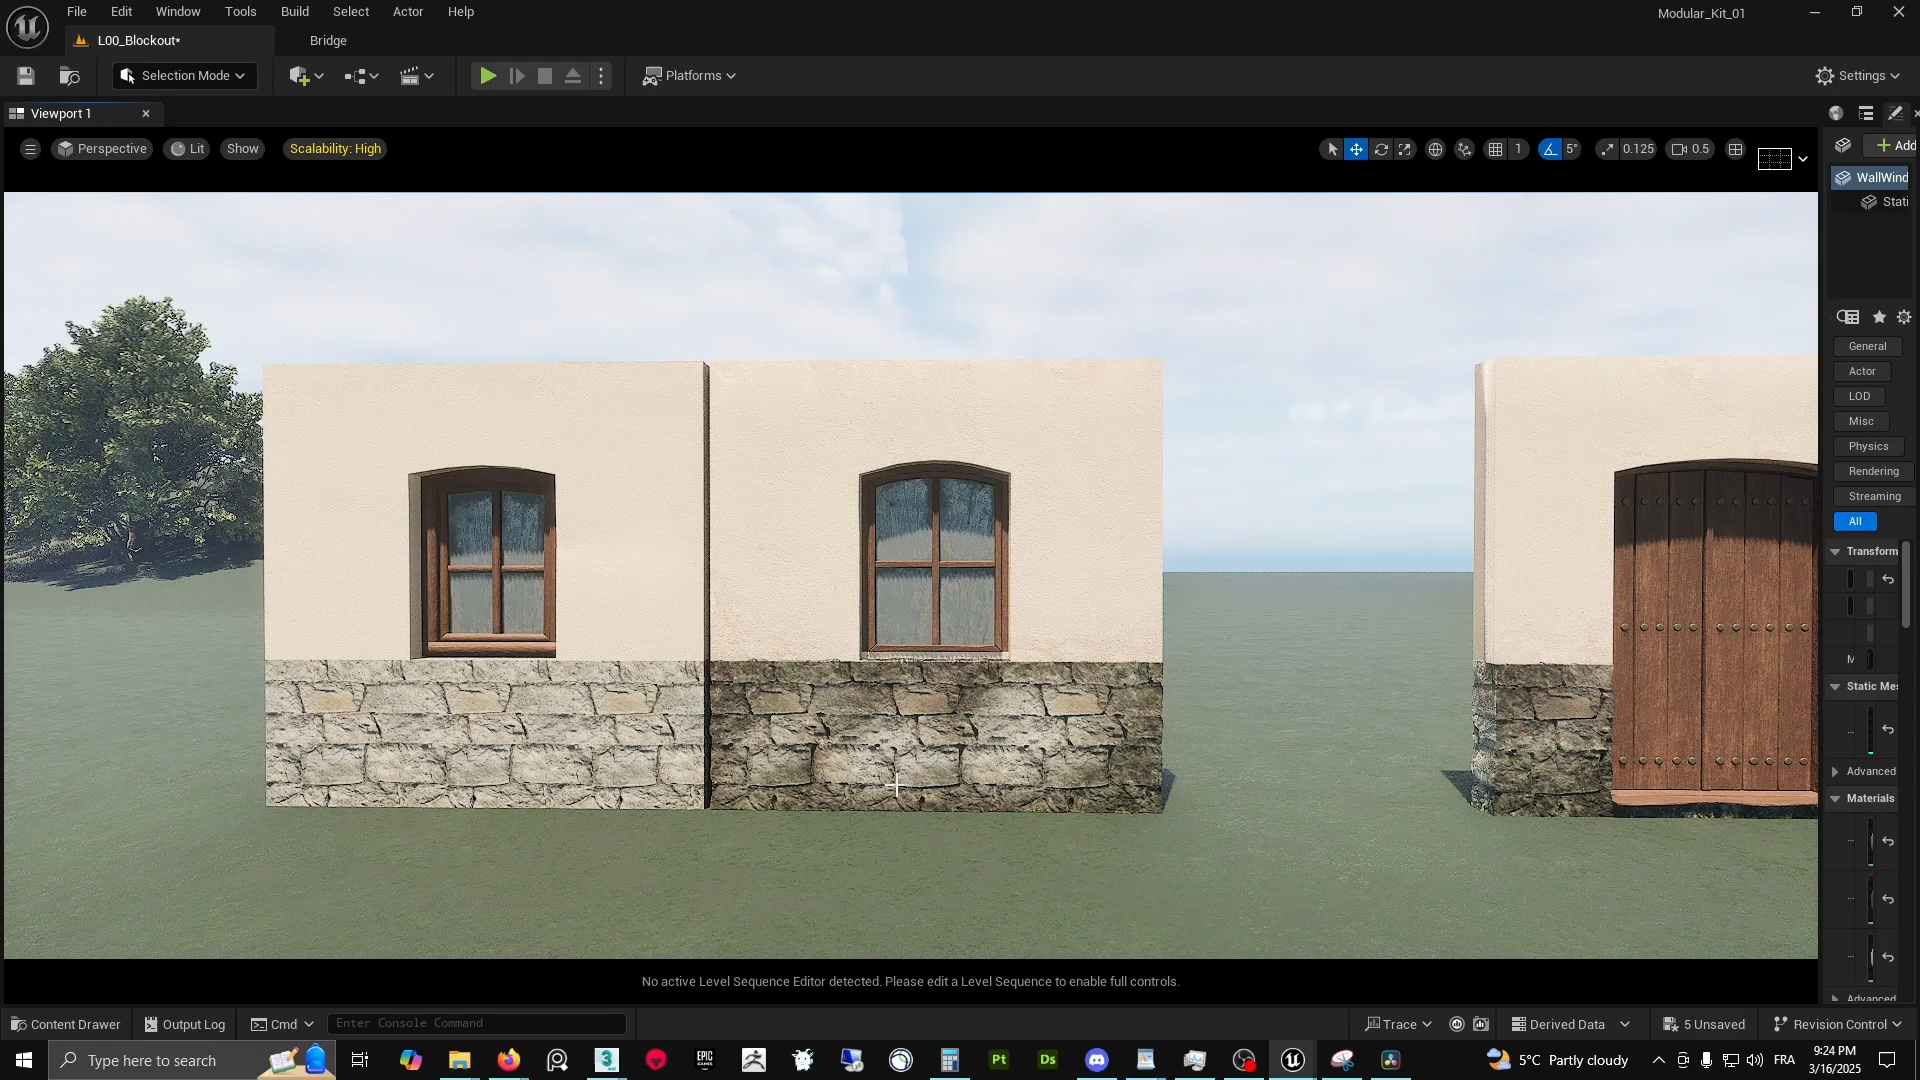 File Edit Window Tools Build Select Actor Help
Modular_Kit_01
L00_Blockout*
Bridge
Selection Mode
Platforms
Settings
Viewport 1
Perspective
Lit
Show
Scalability: High
1
5°
0.125
0.5
Add
WallWind
Stati
General
Actor
LOD
Misc
Physics
Rendering
Streaming
All
Transform
M
Static Mes
Advanced
Materials
Advanced
No active Level Sequence Editor detected. Please edit a Level Sequence to enable full controls.
Content Drawer
Output Log
Cmd
Enter Console Command
Trace
Derived Data
5 Unsaved
Revision Control
Type here to search
3
EPIC GAMES
Pt
Ds
5°C Partly cloudy
FRA
9:24 PM
3/16/2025